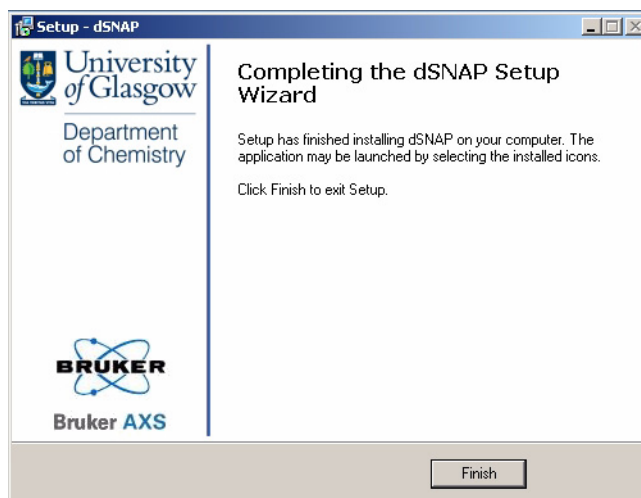 Setup - dSNAP
University
of Glasgow
Department
of Chemistry
BRUKER
Bruker AXS
Completing the dSNAP Setup
Wizard
Setup has finished installing dSNAP on your computer. The
application may be launched by selecting the installed icons.
Click Finish to exit Setup.
Finish